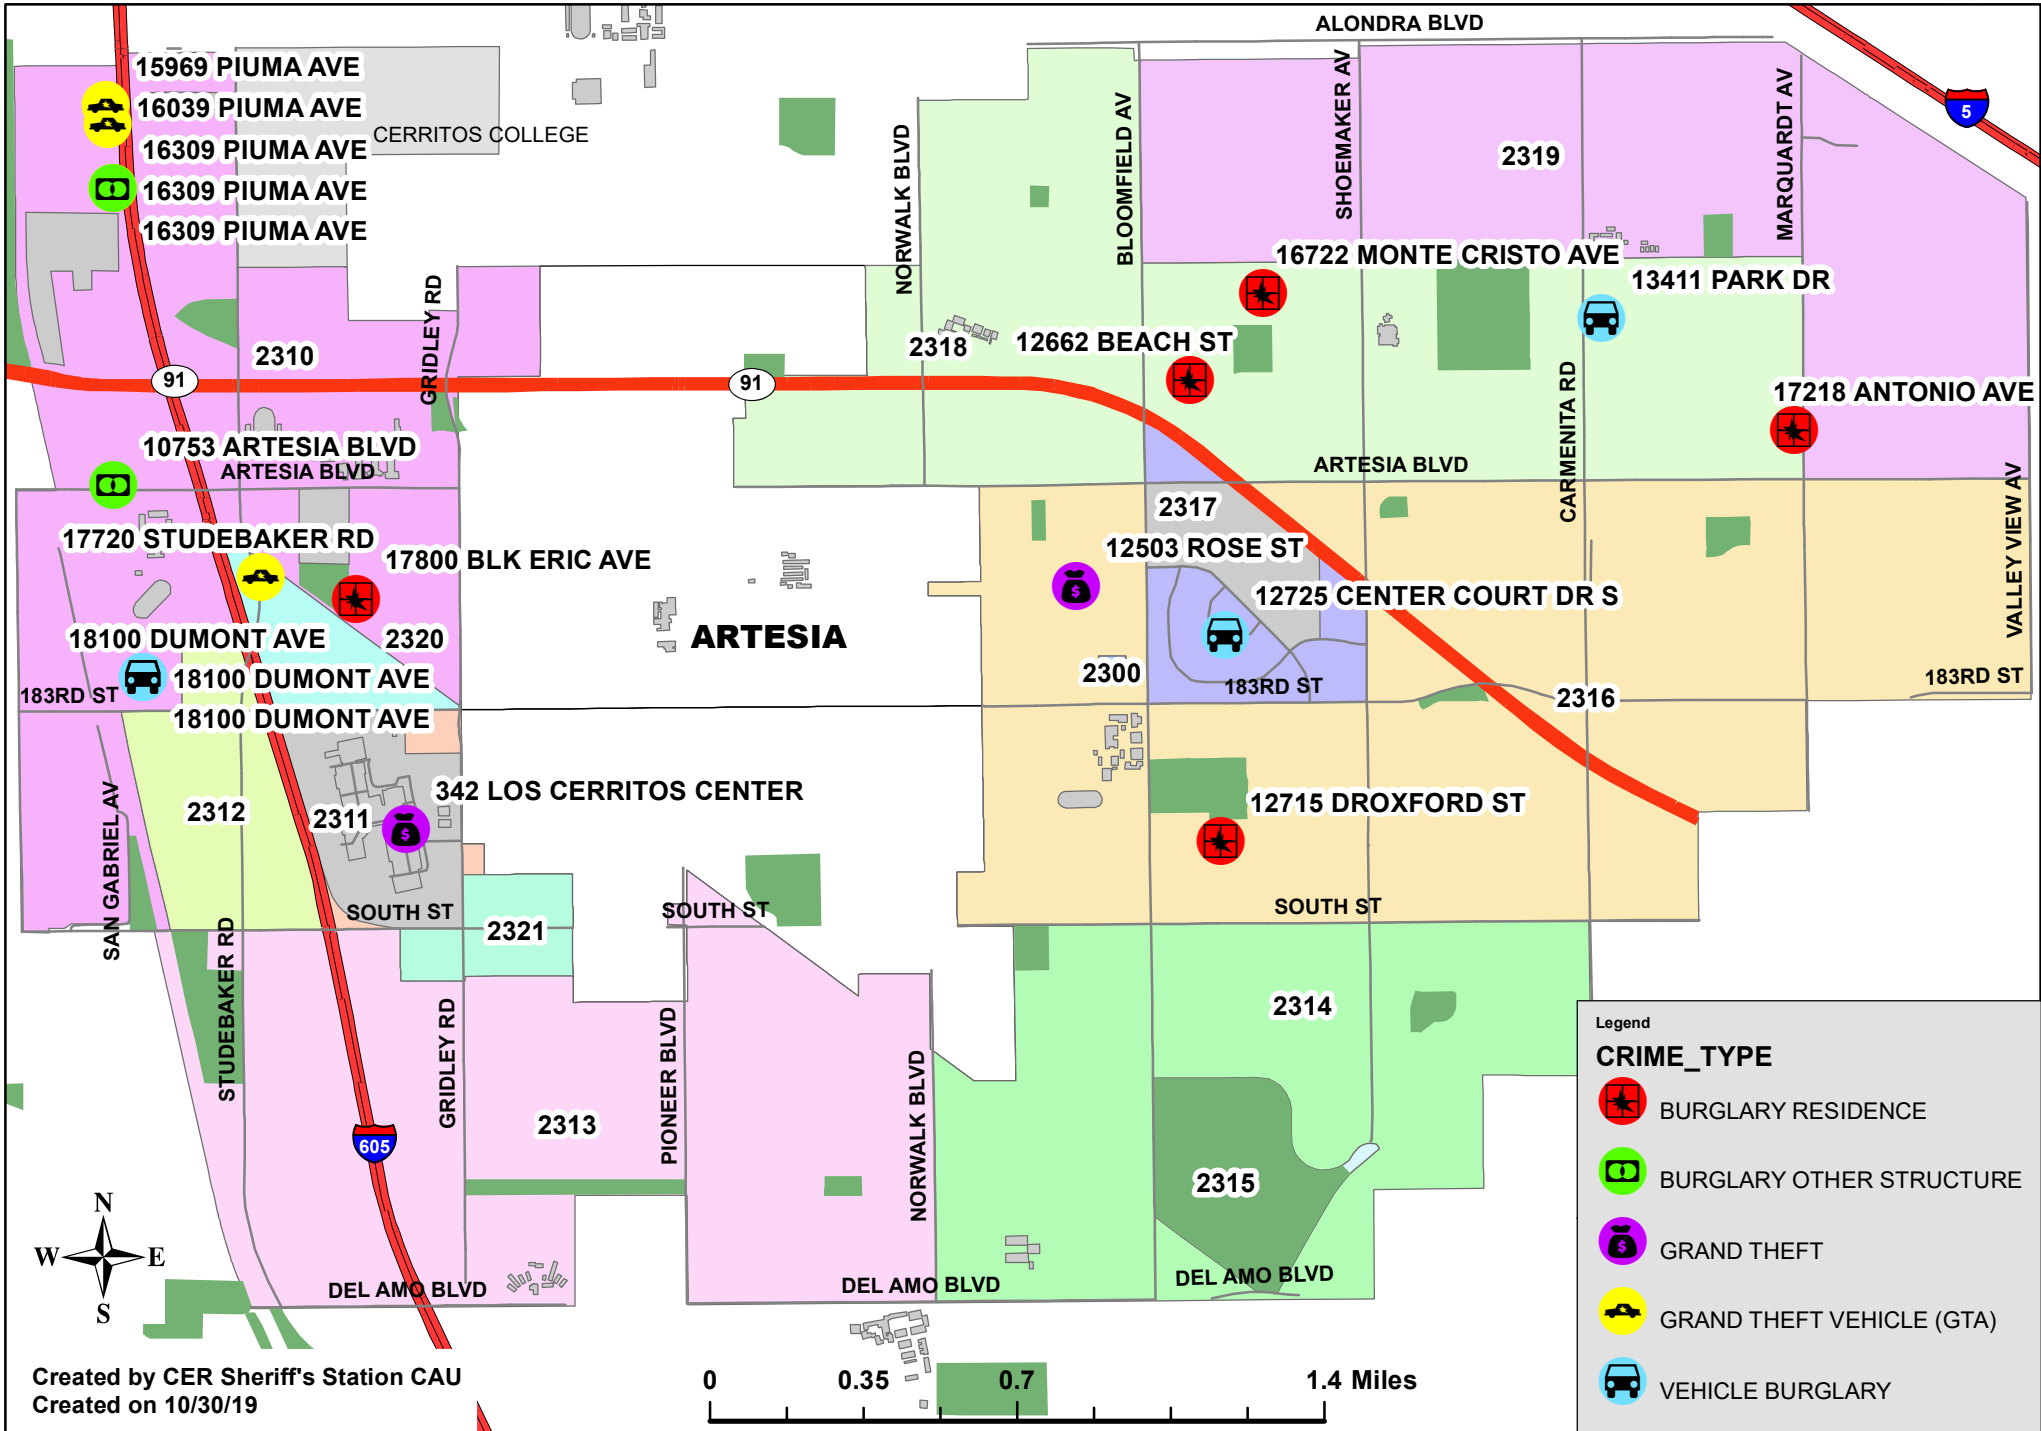 ALONDRA BLVD
15969 PIUMA AVE
16039 PIUMA AVE
16309 PIUMA AVE
16309 PIUMA AVE
16309 PIUMA AVE
CERRITOS COLLEGE
NORWALK BLVD
BLOOMFIELD AV
SHOEMAKER AV
2319
MARQUARDT AV
5
16722 MONTE CRISTO AVE
13411 PARK DR
GRIDLEY RD
2310
2318
12662 BEACH ST
91
91
17218 ANTONIO AVE
CARMENITA RD
10753 ARTESIA BLVD
ARTESIA BLVD
ARTESIA BLVD
2317
VALLEY VIEW AV
17720 STUDEBAKER RD
17800 BLK ERIC AVE
12503 ROSE ST
12725 CENTER COURT DR S
18100 DUMONT AVE
2320
ARTESIA
18100 DUMONT AVE
183RD ST
2300
183RD ST
183RD ST
2316
18100 DUMONT AVE
342 LOS CERRITOS CENTER
12715 DROXFORD ST
SAN GABRIEL AV
2312
2311
SOUTH ST
SOUTH ST
SOUTH ST
2321
STUDEBAKER RD
GRIDLEY RD
PIONEER BLVD
NORWALK BLVD
2314
2313
605
2315
N
W
E
S
DEL AMO BLVD
DEL AMO BLVD
DEL AMO BLVD
Legend
CRIME_TYPE
BURGLARY RESIDENCE
BURGLARY OTHER STRUCTURE
$ GRAND THEFT
GRAND THEFT VEHICLE (GTA)
VEHICLE BURGLARY
Created by CER Sheriff's Station CAU
Created on 10/30/19
0 0.35 0.7 1.4 Miles